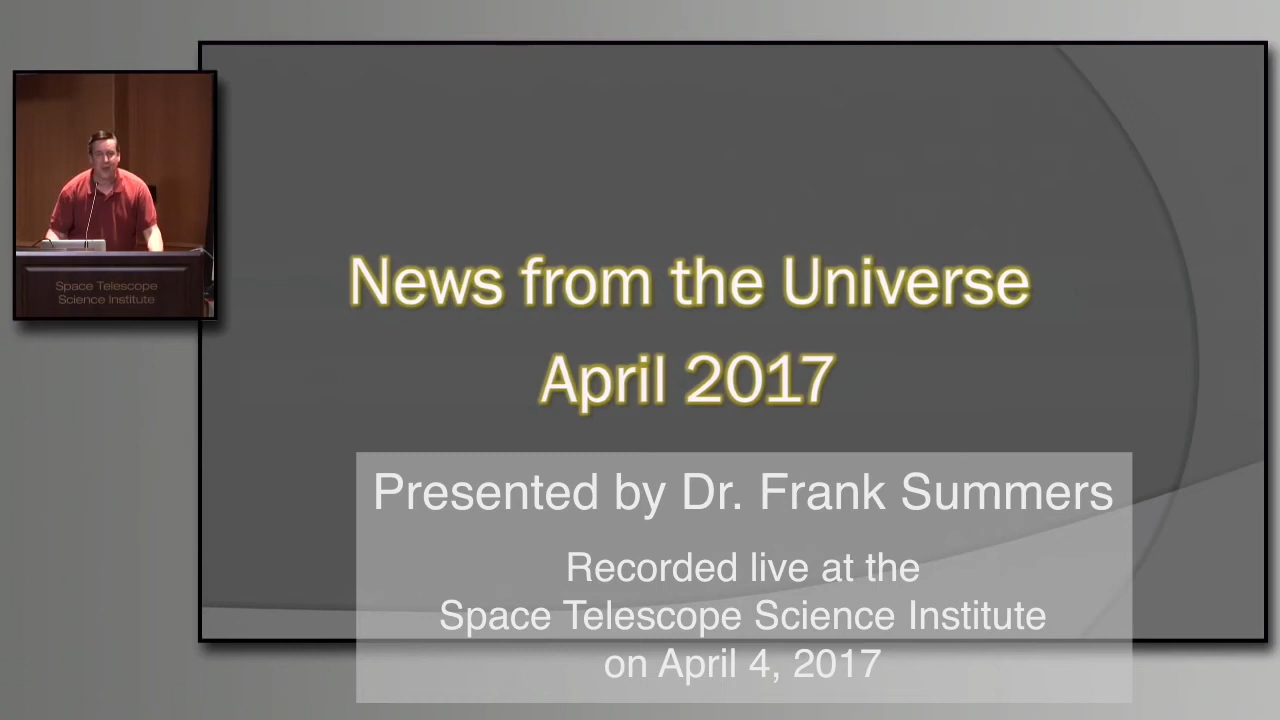 Space Telescope
Science Institute
News from the Universe
April 2017
Presented by Dr. Frank Summers
Recorded live at the
Space Telescope Science Institute
on April 4, 2017